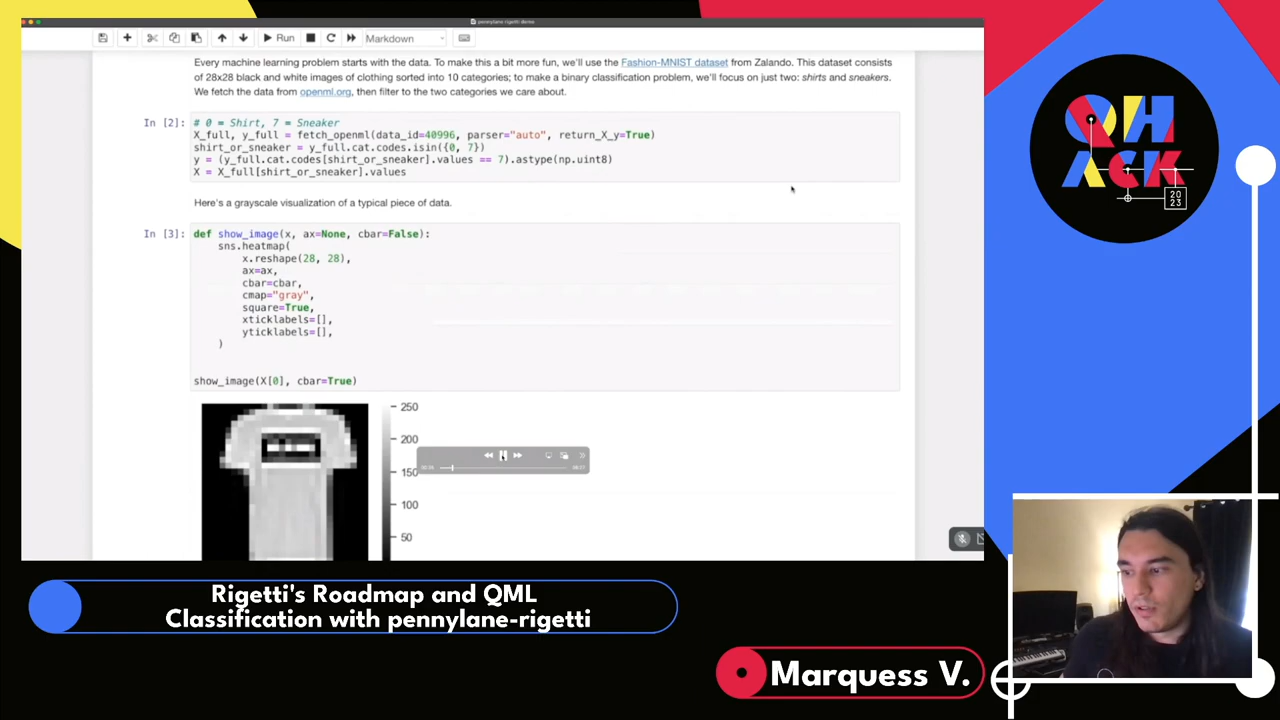 pennylane rigetti demo
Run
Markdown
Every machine learning problem starts with the data. To make this a bit more fun, we'll use the Fashion-MNIST dataset from Zalando. This dataset consists
of 28x28 black and white images of clothing sorted into 10 categories; to make a binary classification problem, we'll focus on just two: shirts and sneakers.
We fetch the data from openml.org, then filter to the two categories we care about.
In [2]:
# 0 = Shirt, 7 = Sneaker
X_full, y_full = fetch_openml(data_id=40996, parser="auto", return_X_y=True)
shirt_or_sneaker = y_full.cat.codes.isin({0, 7})
y = (y_full.cat.codes[shirt_or_sneaker].values == 7).astype(np.uint8)
X = X_full[shirt_or_sneaker].values
Here's a grayscale visualization of a typical piece of data.
In [3]:
def show_image(x, ax=None, cbar=False):
sns.heatmap(
x.reshape(28, 28),
ax=ax,
cbar=cbar,
cmap="gray",
square=True,
xticklabels=[],
yticklabels=[],
)
show_image(X[0], cbar=True)
250
200
150
100
50
QH
ACK
20
23
Rigetti's Roadmap and QML
Classification with pennylane-rigetti
Marquess V.